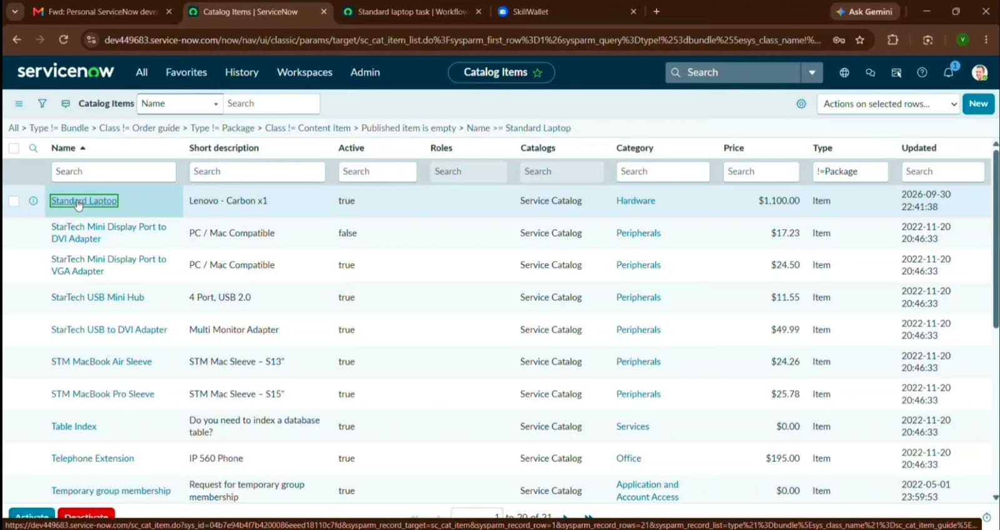 Fwd: Personal ServiceNow deve
Catalog Items | ServiceNow
Standard laptop task | Workflow
SkillWallet
Ask Gemini
dev449683.service-now.com/now/nav/ui/classic/params/target/sc_cat_item_list.do%3Fsysparm_first_row%3D1%26sysparm_query%3Dtype!%253dbundle%255esys_class_name!%...
V
servicenow
All
Favorites
History
Workspaces
Admin
Catalog Items
Search
1
Catalog Items
Name
Search
Actions on selected rows...
New
All > Type != Bundle > Class != Order guide > Type != Package > Class != Content Item > Published item is empty > Name >= Standard Laptop
Name Short description Active Roles Catalogs Category Price Type Updated
Search Search Search Search Search Search Search !=Package Search
Standard Laptop Lenovo - Carbon x1 true Service Catalog Hardware $1,100.00 Item 2026-09-30
22:41:38
StarTech Mini Display Port to
DVI Adapter PC / Mac Compatible false Service Catalog Peripherals $17.23 Item 2022-11-20
20:46:33
StarTech Mini Display Port to
VGA Adapter PC / Mac Compatible true Service Catalog Peripherals $24.50 Item 2022-11-20
20:46:33
StarTech USB Mini Hub 4 Port, USB 2.0 true Service Catalog Peripherals $11.55 Item 2022-11-20
20:46:33
StarTech USB to DVI Adapter Multi Monitor Adapter true Service Catalog Peripherals $49.99 Item 2022-11-20
20:46:33
STM MacBook Air Sleeve STM Mac Sleeve – S13" true Service Catalog Peripherals $24.26 Item 2022-11-20
20:46:33
STM MacBook Pro Sleeve STM Mac Sleeve – S15" true Service Catalog Peripherals $25.78 Item 2022-11-20
20:46:33
Table Index Do you need to index a database
table? true Service Catalog Services $0.00 Item 2022-11-20
20:46:33
Telephone Extension IP 560 Phone true Service Catalog Office $195.00 Item 2022-11-20
20:46:33
Temporary group membership Request for temporary group
membership true Service Catalog Application and
Account Access $0.00 Item 2022-05-01
23:59:53
Activate Deactivate 1 to 20 of 21
https://dev449683.service-now.com/sc_cat_item.do?sys_id=04b7e94b4f7b4200086eeed18110c7fd&sysparm_record_target=sc_cat_item&sysparm_record_row=1&sysparm_record_rows=21&sysparm_record_list=type%21%3Dbundle%5Esys_class_name%21%3Dsc_cat_item_guide%5E...